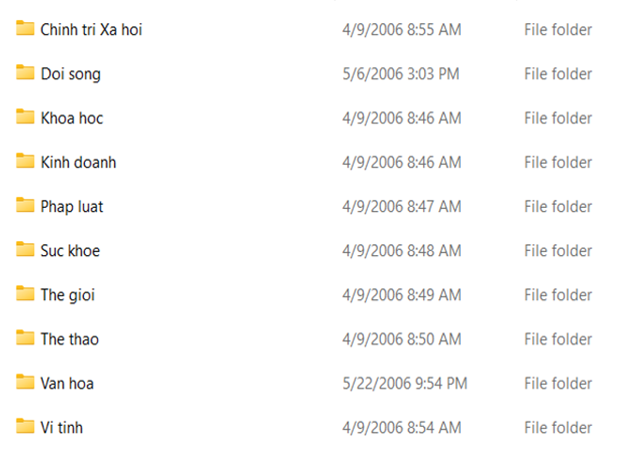 Chinh tri Xa hoi 4/9/2006 8:55 AM File folder
Doi song 5/6/2006 3:03 PM File folder
Khoa hoc 4/9/2006 8:46 AM File folder
Kinh doanh 4/9/2006 8:46 AM File folder
Phap luat 4/9/2006 8:47 AM File folder
Suc khoe 4/9/2006 8:48 AM File folder
The gioi 4/9/2006 8:49 AM File folder
The thao 4/9/2006 8:50 AM File folder
Van hoa 5/22/2006 9:54 PM File folder
Vi tinh 4/9/2006 8:54 AM File folder